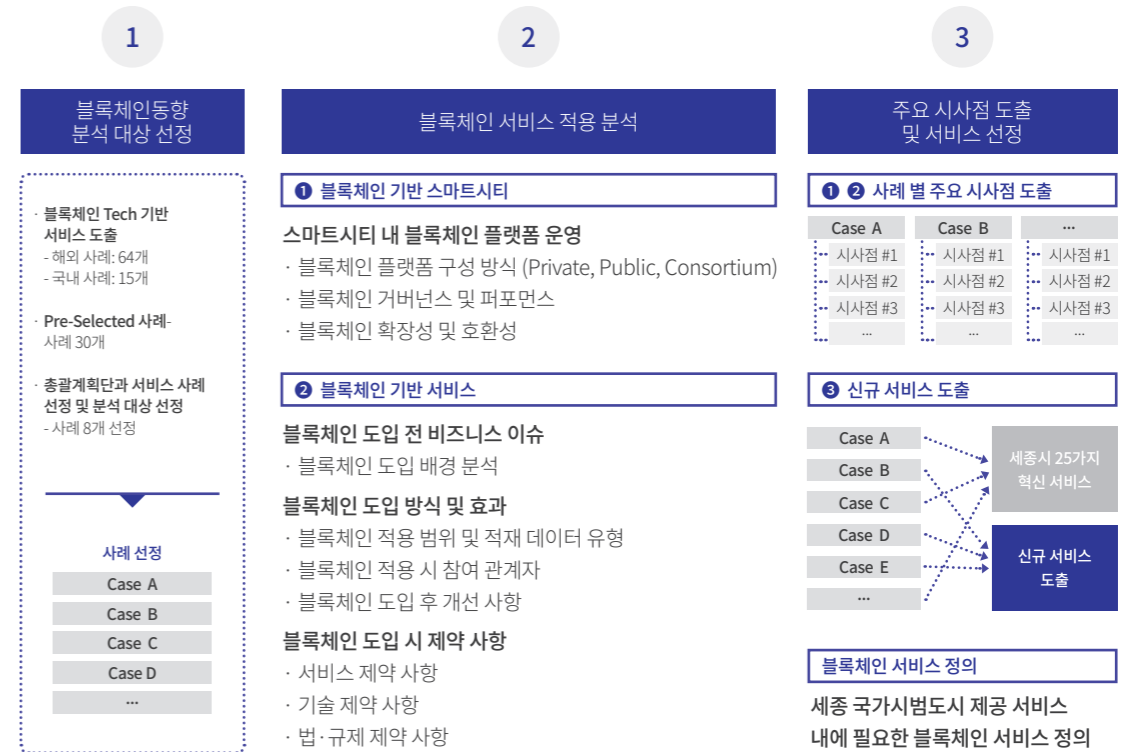 1
블록체인동향
분석 대상 선정
· 블록체인 Tech 기반
서비스 도출
- 해외 사례: 64개
- 국내 사례: 15개
· Pre-Selected 사례-
사례 30개
· 총괄계획단과 서비스 사례
선정 및 분석 대상 선정
- 사례 8개 선정
사례 선정
Case A
Case B
Case C
Case D
...
2
블록체인 서비스 적용 분석
❶ 블록체인 기반 스마트시티
스마트시티 내 블록체인 플랫폼 운영
· 블록체인 플랫폼 구성 방식 (Private, Public, Consortium)
· 블록체인 거버넌스 및 퍼포먼스
· 블록체인 확장성 및 호환성
❷ 블록체인 기반 서비스
블록체인 도입 전 비즈니스 이슈
· 블록체인 도입 배경 분석
블록체인 도입 방식 및 효과
· 블록체인 적용 범위 및 적재 데이터 유형
· 블록체인 적용 시 참여 관계자
· 블록체인 도입 후 개선 사항
블록체인 도입 시 제약 사항
· 서비스 제약 사항
· 기술 제약 사항
· 법·규제 제약 사항
3
주요 시사점 도출
및 서비스 선정
❶ ❷ 사례 별 주요 시사점 도출
Case A Case B ...
시사점 #1 시사점 #1 시사점 #1
시사점 #2 시사점 #2 시사점 #2
시사점 #3 시사점 #3 시사점 #3
... ... ...
❸ 신규 서비스 도출
Case A
Case B
Case C
Case D
Case E
...
세종시 25가지
혁신 서비스
신규 서비스
도출
블록체인 서비스 정의
세종 국가시범도시 제공 서비스
내에 필요한 블록체인 서비스 정의